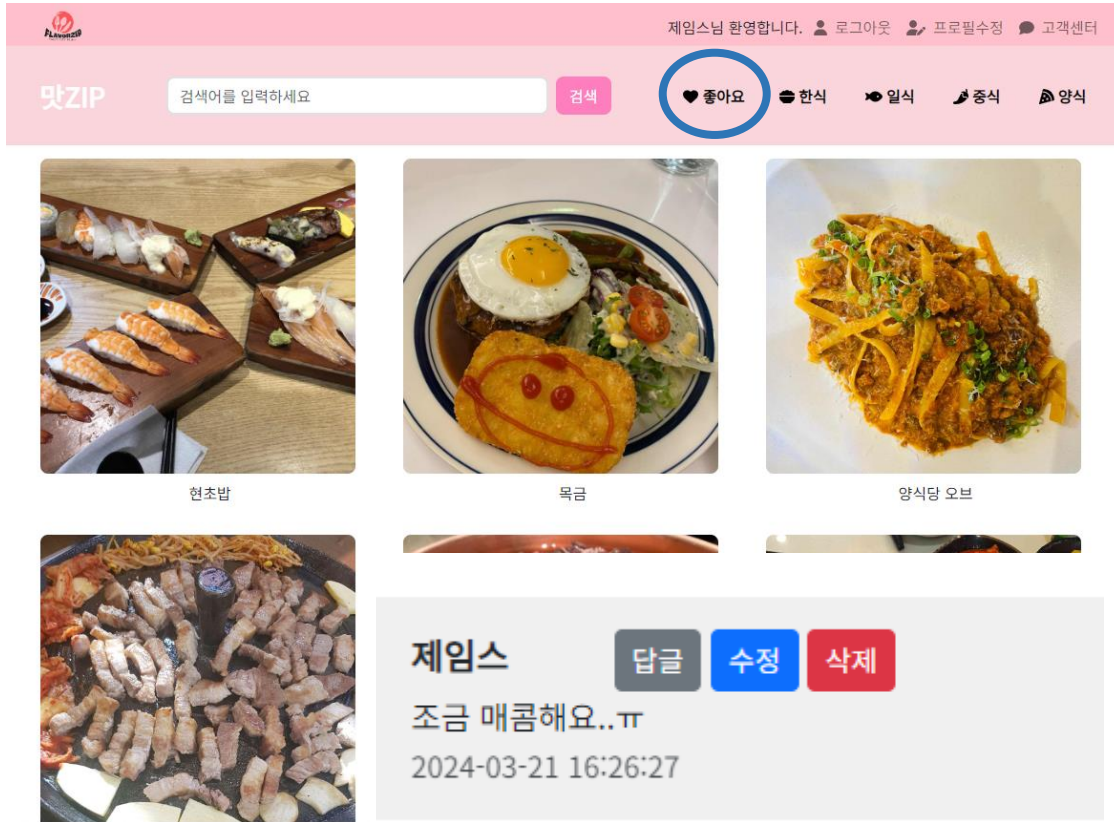 FLAVORZIP
제임스님 환영합니다. 로그아웃 프로필수정 고객센터
맛ZIP 검색어를 입력하세요 검색 좋아요 한식 일식 중식 양식
현초밥 목금 양식당 오브
제임스 답글 수정 삭제
조금 매콤해요..ㅠ
2024-03-21 16:26:27